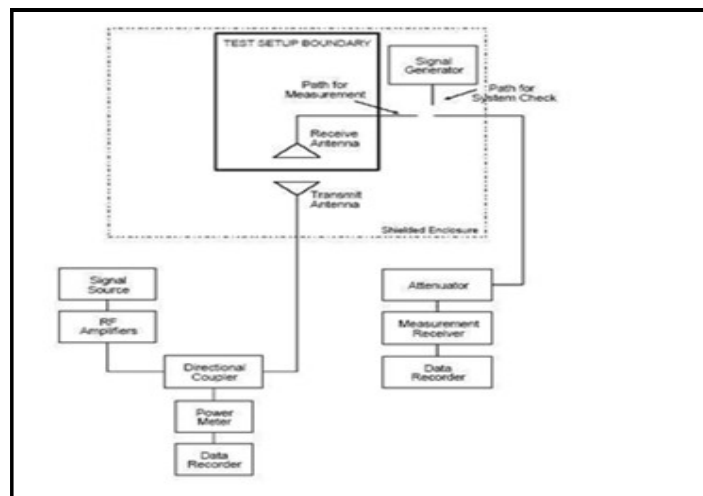 TEST SETUP BOUNDARY
Signal
Generator
Path for
Measurement
Path for
System Check
Receive
Antenna
Transmit
Antenna
Shielded Enclosure
Signal
Source
RF
Amplifiers
Attenuator
Measurement
Receiver
Directional
Coupler
Data
Recorder
Power
Meter
Data
Recorder